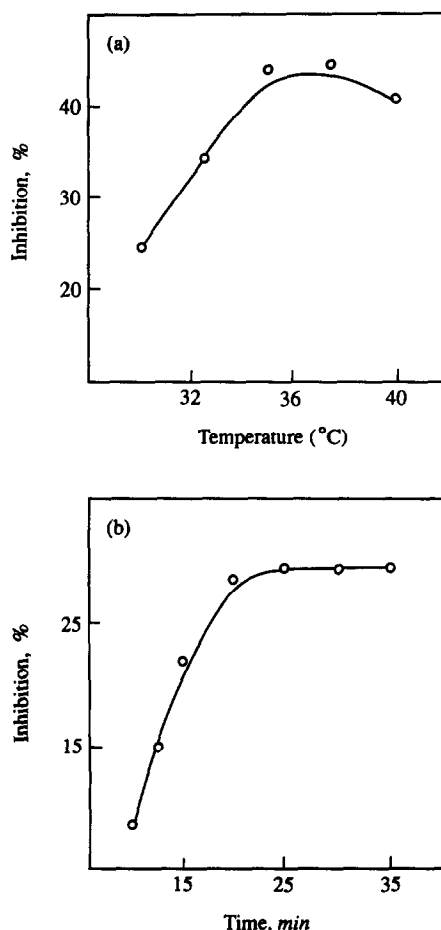 (a)
40
30
20
Inhibition, %
32 36 40
Temperature (°C)
(b)
25
15
Inhibition, %
15 25 35
Time, min